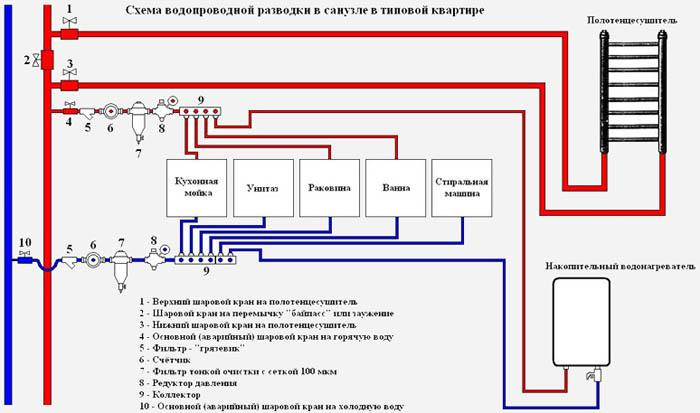 Схема водопроводной разводки в санузле в типовой квартире
1
Полотенцесушитель
2
3
4
5
6
7
8
9
Кухонная
мойка
Унитаз
Раковина
Ванна
Стиральная
машина
10
5
6
7
8
9
Накопительный водонагреватель
1 - Верхний шаровой кран на полотенцесушитель
2 - Шаровой кран на перемычку "байпасс" или заужение
3 - Нижний шаровой кран на полотенцесушитель
4 - Основной (аварийный) шаровой кран на горячую воду
5 - Фильтр - "грязевик"
6 - Счётчик
7 - Фильтр тонкой очистки с сеткой 100 мкм
8 - Редуктор давления
9 - Коллектор
10 - Основной (аварийный) шаровой кран на холодную воду